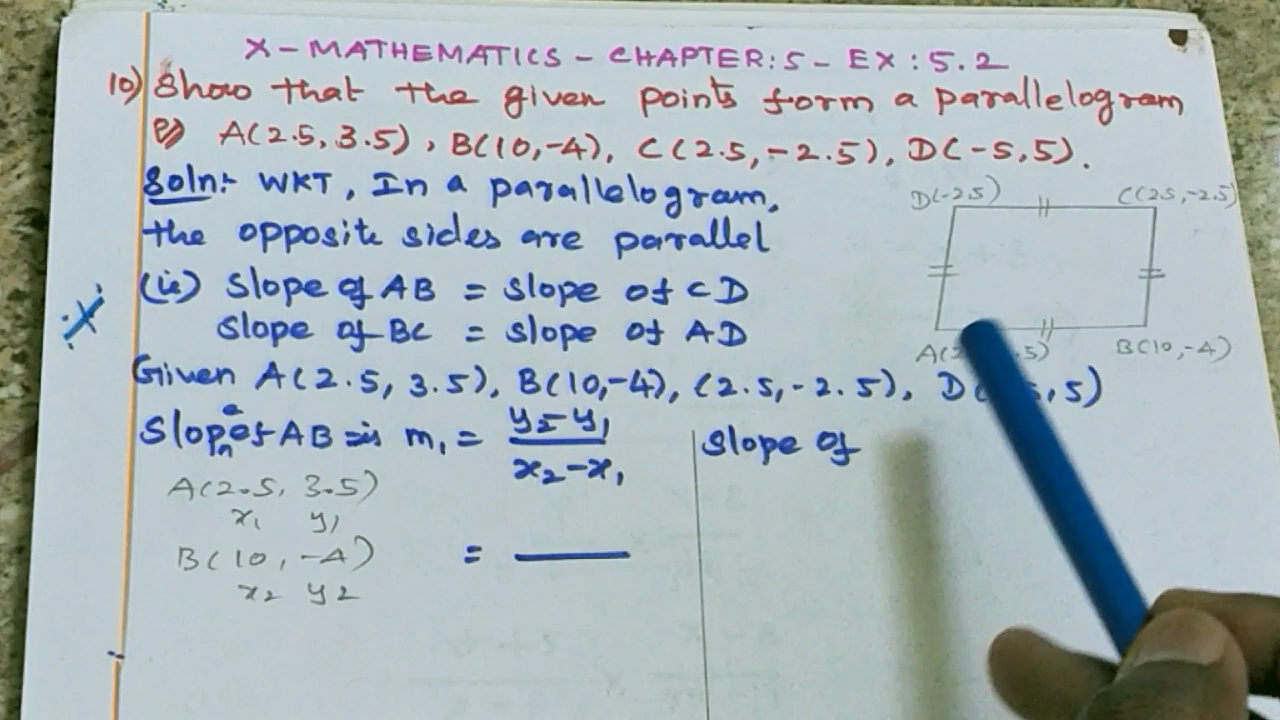 X - MATHEMATICS - CHAPTER: 5 - EX : 5.2
10) Show that the given points form a parallelogram
A(2.5, 3.5), B(10,-4), C(2.5,-2.5), D(-5,5).
Soln:- WKT, In a parallelogram,
the opposite sides are parallel
(ie) Slope of AB = Slope of CD
Slope of BC = slope of AD
Given A(2.5, 3.5), B(10,-4), (2.5,-2.5), D( ,5)
Slope of AB is m₁ = y₂-y₁
x₂-x₁
A(2.5, 3.5)
x₁ y₁
B(10, -4)
x₂ y₂
=
Slope of
D(-2.5)
C(2.5,-2.5)
A(2 .5)
B(10,-4)